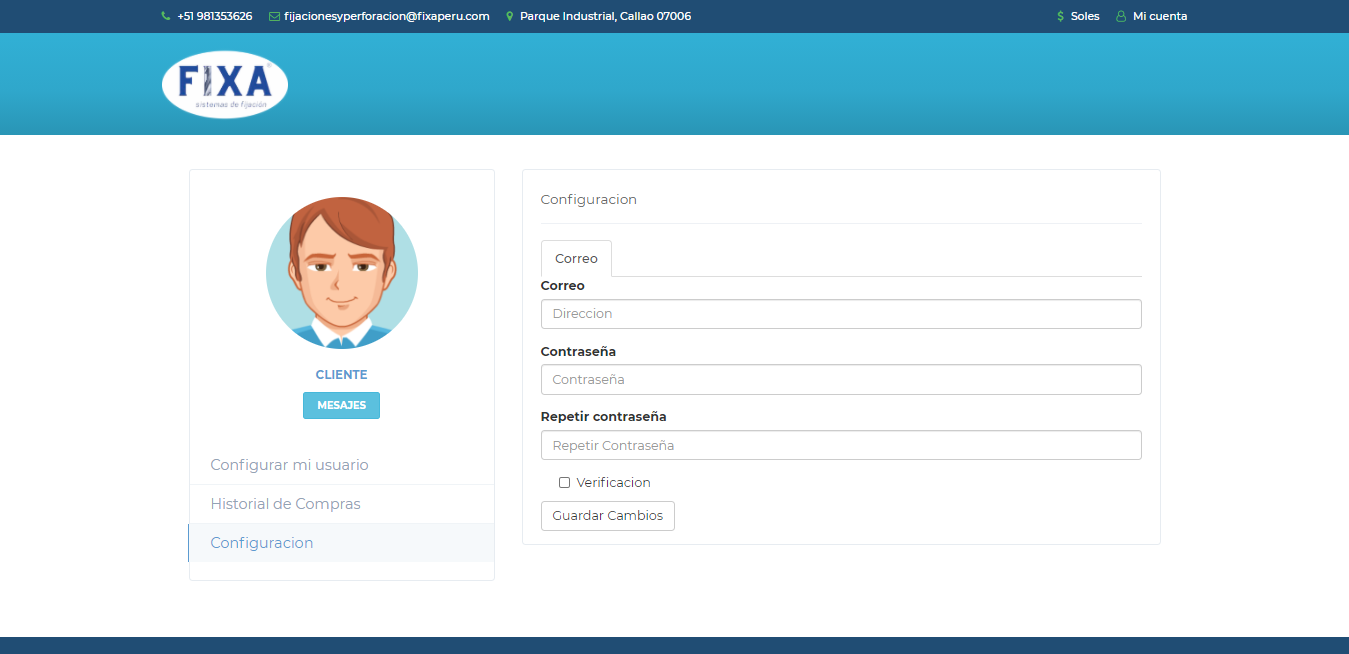 +51 981353626 fijacionesyperforacion@fixaperu.com Parque Industrial, Callao 07006 $ Soles Mi cuenta
FIXA
sistemas de fijación
CLIENTE
MESAJES
Configurar mi usuario
Historial de Compras
Configuracion
Configuracion
Correo
Correo
Direccion
Contraseña
Contraseña
Repetir contraseña
Repetir Contraseña
Verificacion
Guardar Cambios